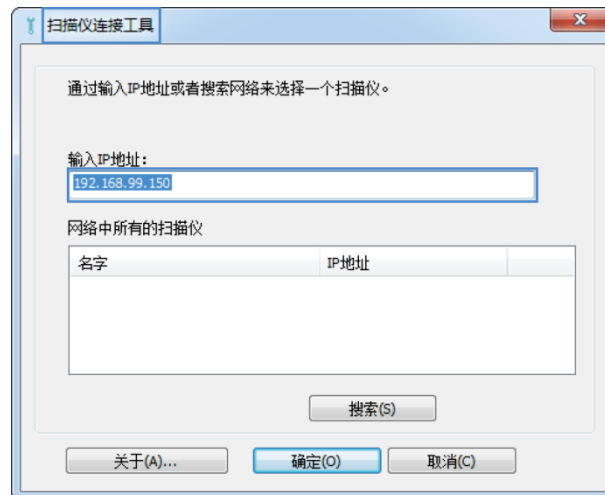 扫描仪连接工具
通过输入IP地址或者搜索网络来选择一个扫描仪。
输入IP地址:
192.168.99.150
网络中所有的扫描仪
名字 IP地址
搜索(S)
关于(A)... 确定(O) 取消(C)